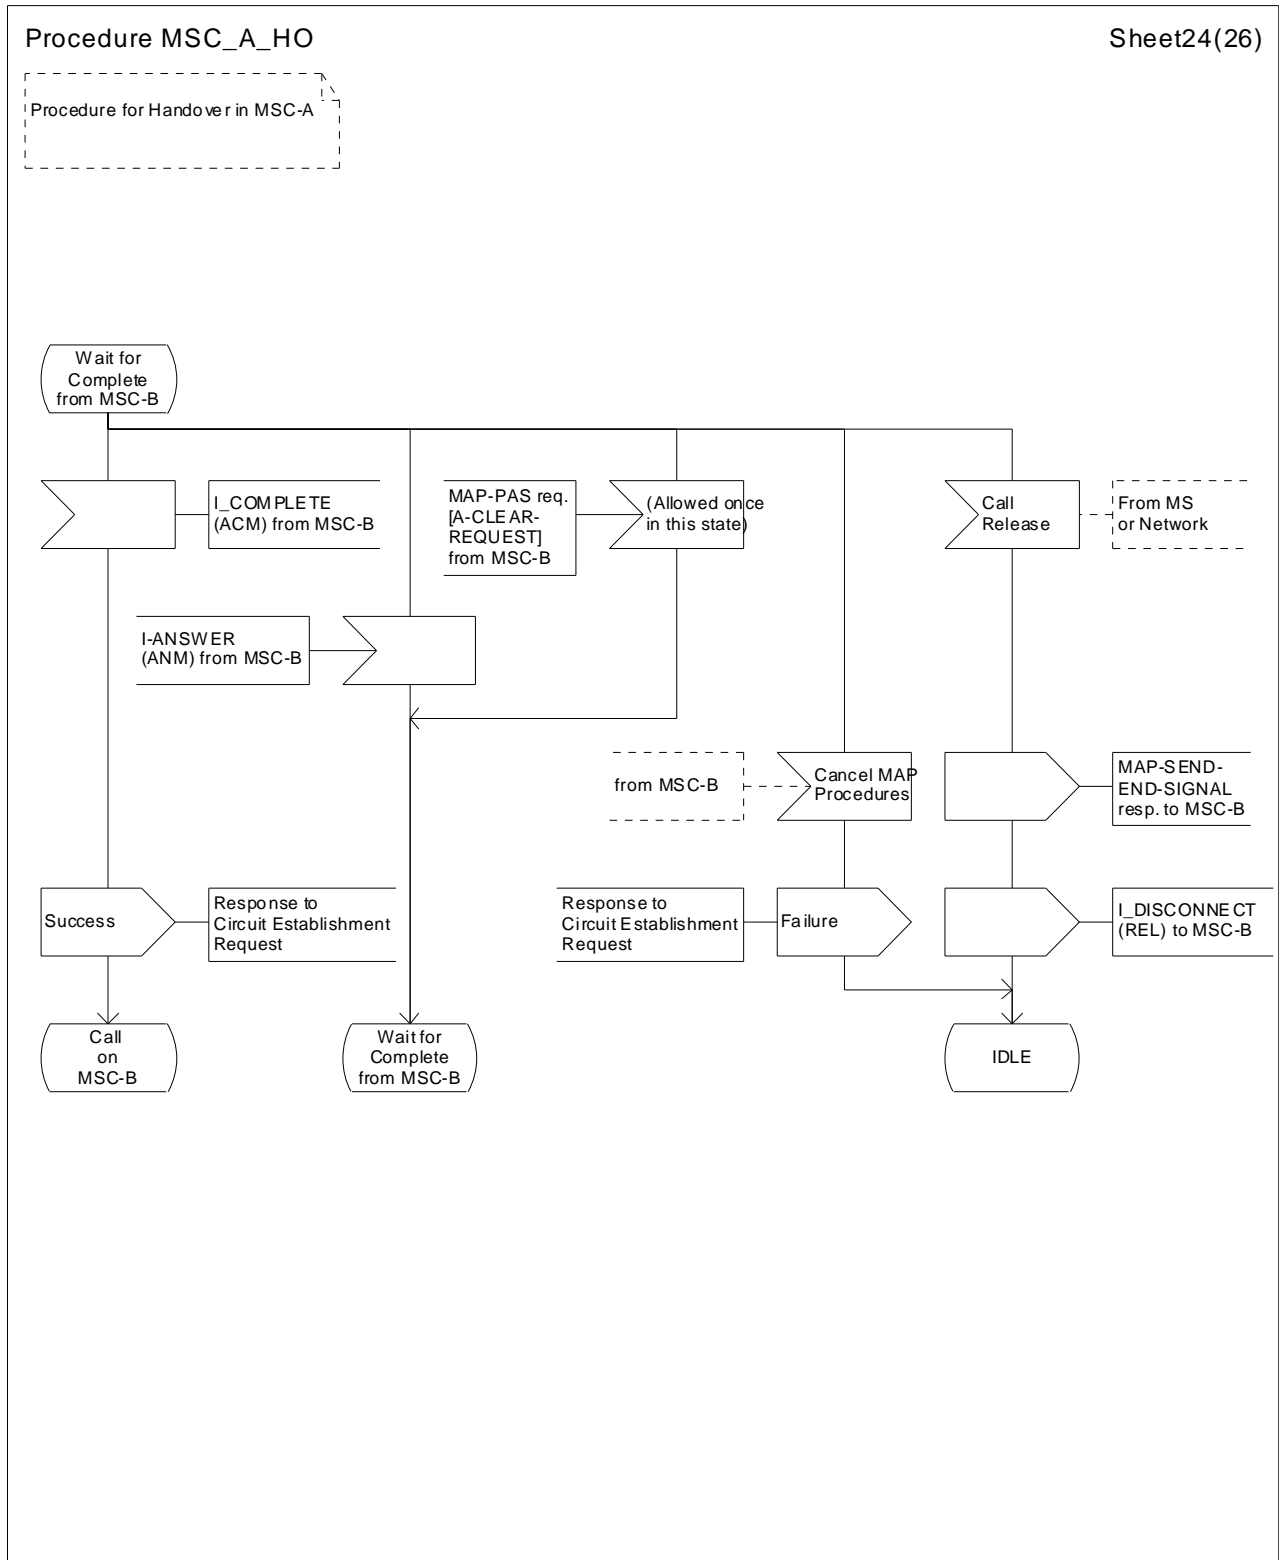 Procedure MSC_A_HO
Sheet24(26)
Procedure for Handover in MSC-A
Wait for
Complete
from MSC-B
I_COMPLETE
(ACM) from MSC-B
MAP-PAS req.
[A-CLEAR-
REQUEST]
from MSC-B
(Allowed once
in this state)
Call
Release
From MS
or Network
I-ANSWER
(ANM) from MSC-B
from MSC-B
Cancel MAP
Procedures
MAP-SEND-
END-SIGNAL
resp. to MSC-B
Success
Response to
Circuit Establishment
Request
Response to
Circuit Establishment
Request
Failure
I_DISCONNECT
(REL) to MSC-B
Call
on
MSC-B
Wait for
Complete
from MSC-B
IDLE